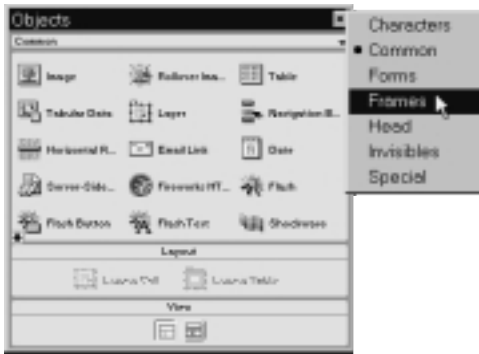 Objects
Common
Image Rollover Ima... Table
Tabular Data Layer Navigation B...
Horizontal R... Email Link Date
Server-Side... Fireworks HT... Flash
Flash Button Flash Text Shockwave
Layout
Layout Cell Layout Table
View
Characters
Common
Forms
Frames
Head
Invisibles
Special